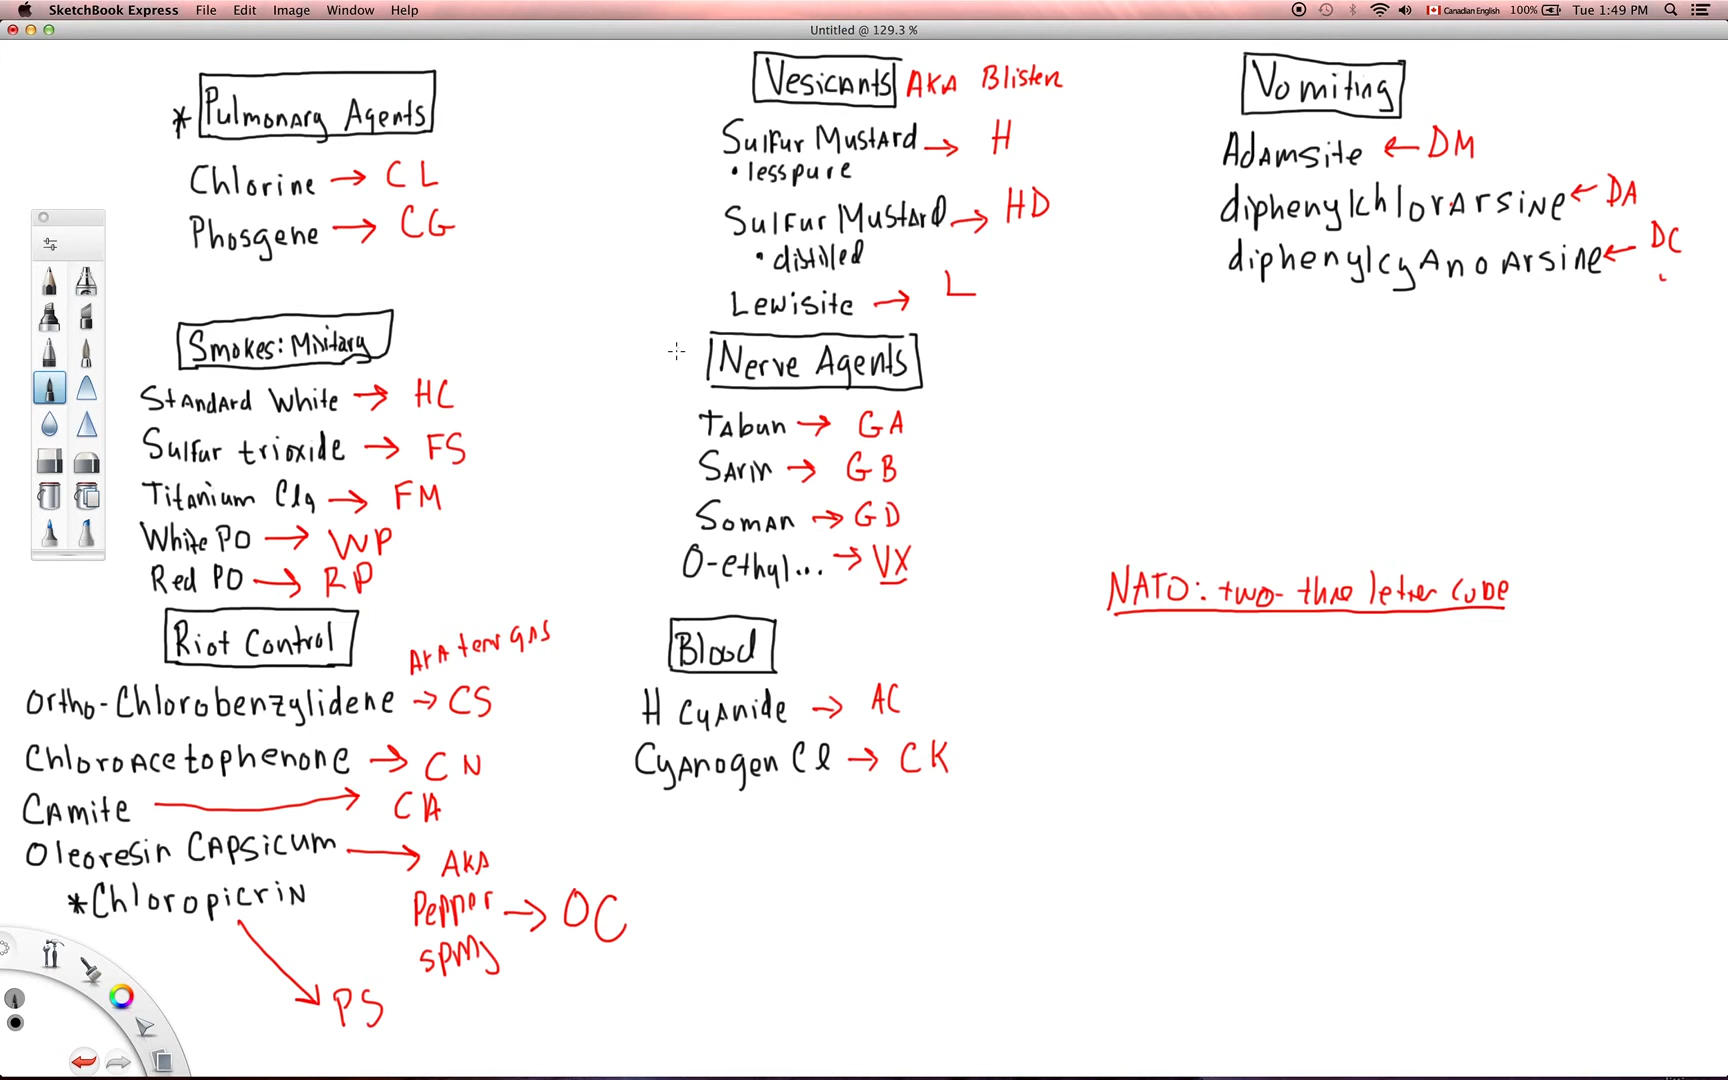 SketchBook Express File Edit Image Window Help
Canadian English 100% Tue 1:49 PM
Untitled @ 129.3 %
* Pulmonary Agents
Chlorine → CL
Phosgene → CG
Smokes: Military
Standard White → HC
Sulfur trioxide → FS
Titanium Cl4 → FM
White PO → WP
Red PO → RP
Riot Control
AKA tear gas
Ortho-Chlorobenzylidene → CS
Chloroacetophenone → CN
Camite → CA
Oleoresin Capsicum → AKA
Pepper → OC
spray
*Chloropicrin
PS
Vesicants AKA Blister
Sulfur Mustard → H
• less pure
Sulfur Mustard → HD
• distilled
Lewisite → L
Nerve Agents
Tabun → GA
Sarin → GB
Soman → GD
O-ethyl... → VX
Blood
H Cyanide → AC
Cyanogen Cl → CK
Vomiting
Adamsite ← DM
diphenylchlorarsine ← DA
diphenylcyanoarsine ← DC
NATO: two- three letter code